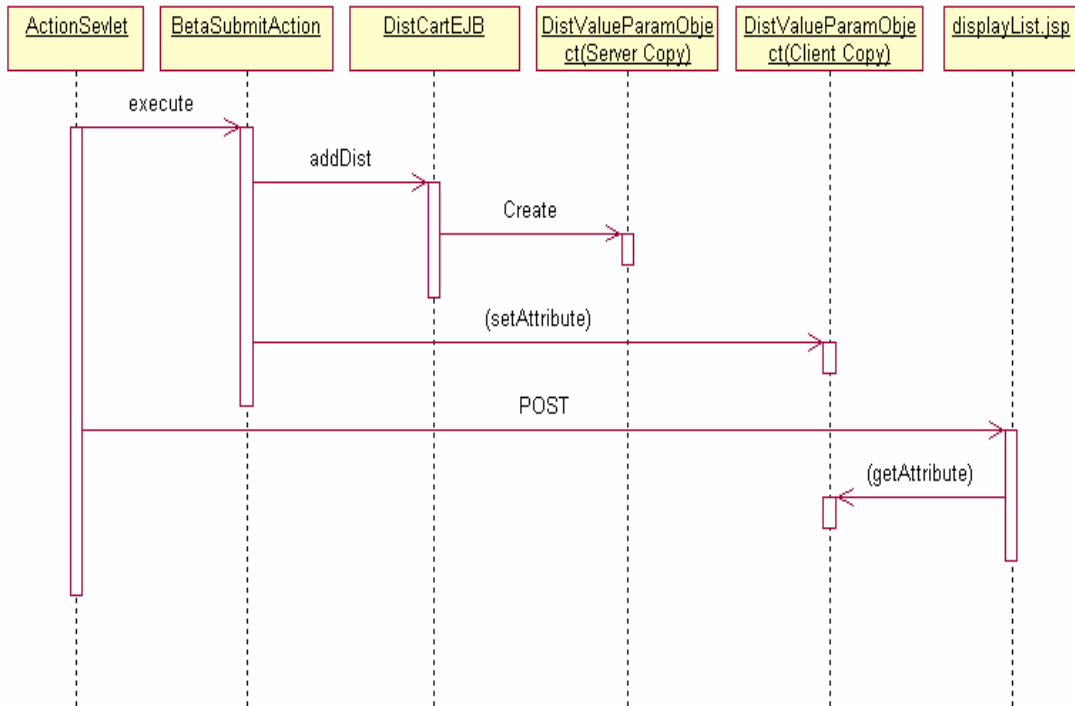 ActionSevlet
BetaSubmitAction
DistCartEJB
DistValueParamObje
ct(Server Copy)
DistValueParamObje
ct(Client Copy)
displayList.jsp
execute
addDist
Create
(setAttribute)
POST
(getAttribute)